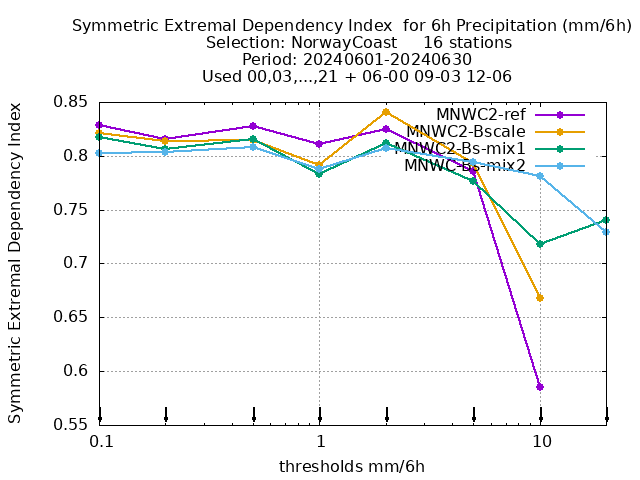 Symmetric Extremal Dependency Index  for 6h Precipitation (mm/6h)
Selection: NorwayCoast     16 stations
Period: 20240601-20240630
Used 00,03,...,21 + 06-00 09-03 12-06
Symmetric Extremal Dependency Index
0.85
0.8
0.75
0.7
0.65
0.6
0.55
MNWC2-ref
MNWC2-Bscale
MNWC2-Bs-mix1
MNWC-Bs-mix2
0.1
1
10
thresholds mm/6h